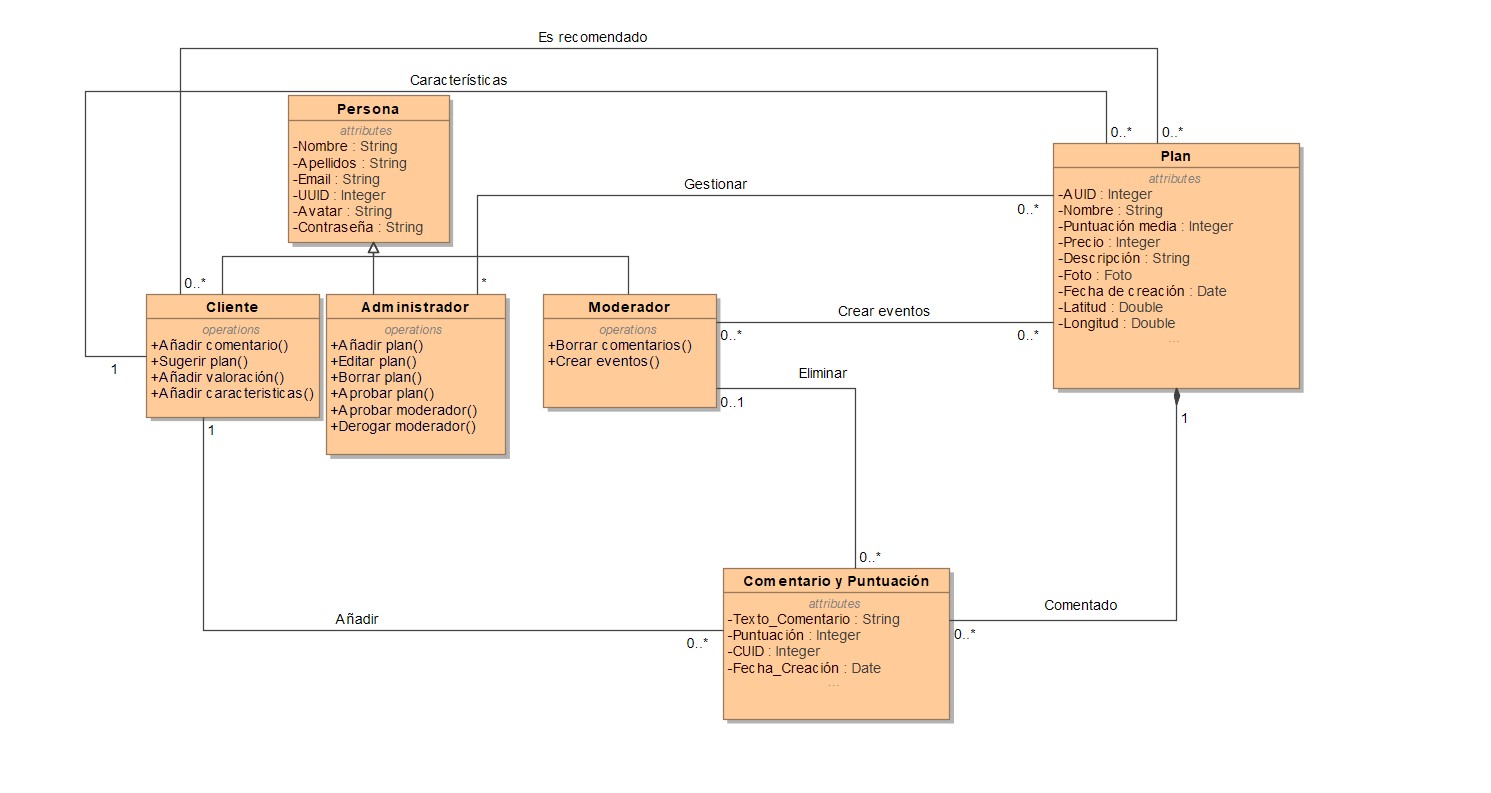 Es recomendado
Características
0..*
0..*
Persona
attributes
-Nombre : String
-Apellidos : String
-Email : String
-UUID : Integer
-Avatar : String
-Contraseña : String
Gestionar
0..*
Plan
attributes
-AUID : Integer
-Nombre : String
-Puntuación media : Integer
-Precio : Integer
-Descripción : String
-Foto : Foto
-Fecha de creación : Date
-Latitud : Double
-Longitud : Double
...
0..*
*
Cliente
operations
+Añadir comentario()
+Sugerir plan()
+Añadir valoración()
+Añadir caracteristicas()
1
1
Administrador
operations
+Añadir plan()
+Editar plan()
+Borrar plan()
+Aprobar plan()
+Aprobar moderador()
+Derogar moderador()
Moderador
operations
+Borrar comentarios()
+Crear eventos()
Crear eventos
0..*
0..*
Eliminar
0..1
1
0..*
Comentario y Puntuación
attributes
-Texto_Comentario : String
-Puntuación : Integer
-CUID : Integer
-Fecha_Creación : Date
...
Añadir
0..*
Comentado
0..*